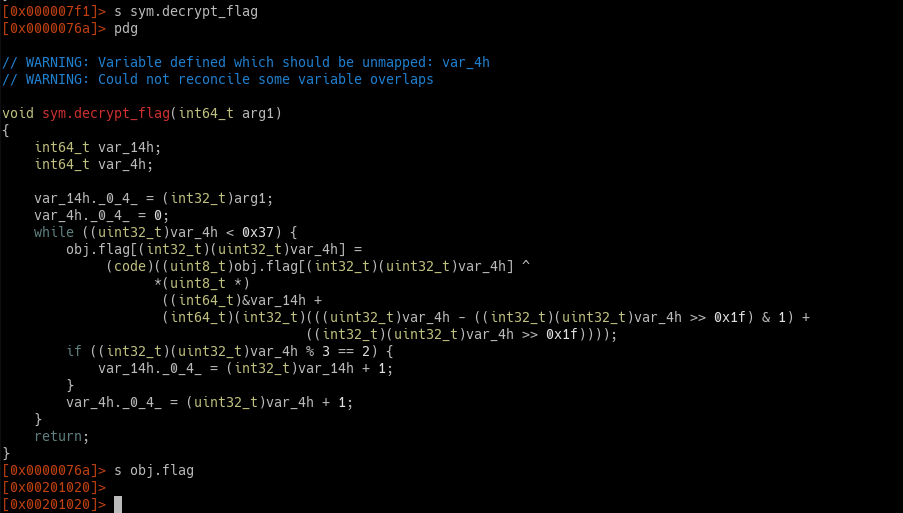 [0x000007f1]> s sym.decrypt_flag
[0x0000076a]> pdg
// WARNING: Variable defined which should be unmapped: var_4h
// WARNING: Could not reconcile some variable overlaps
void sym.decrypt_flag(int64_t arg1)
{
    int64_t var_14h;
    int64_t var_4h;
    var_14h._0_4_ = (int32_t)arg1;
    var_4h._0_4_ = 0;
    while ((uint32_t)var_4h < 0x37) {
        obj.flag[(int32_t)(uint32_t)var_4h] =
             (code)((uint8_t)obj.flag[(int32_t)(uint32_t)var_4h] ^
                   *(uint8_t *)
                    ((int64_t)&var_14h +
                    (int64_t)(int32_t)(((uint32_t)var_4h - ((int32_t)(uint32_t)var_4h >> 0x1f) & 1) +
                                      ((int32_t)(uint32_t)var_4h >> 0x1f))));
        if ((int32_t)(uint32_t)var_4h % 3 == 2) {
            var_14h._0_4_ = (int32_t)var_14h + 1;
        }
        var_4h._0_4_ = (uint32_t)var_4h + 1;
    }
    return;
}
[0x0000076a]> s obj.flag
[0x00201020]>
[0x00201020]>